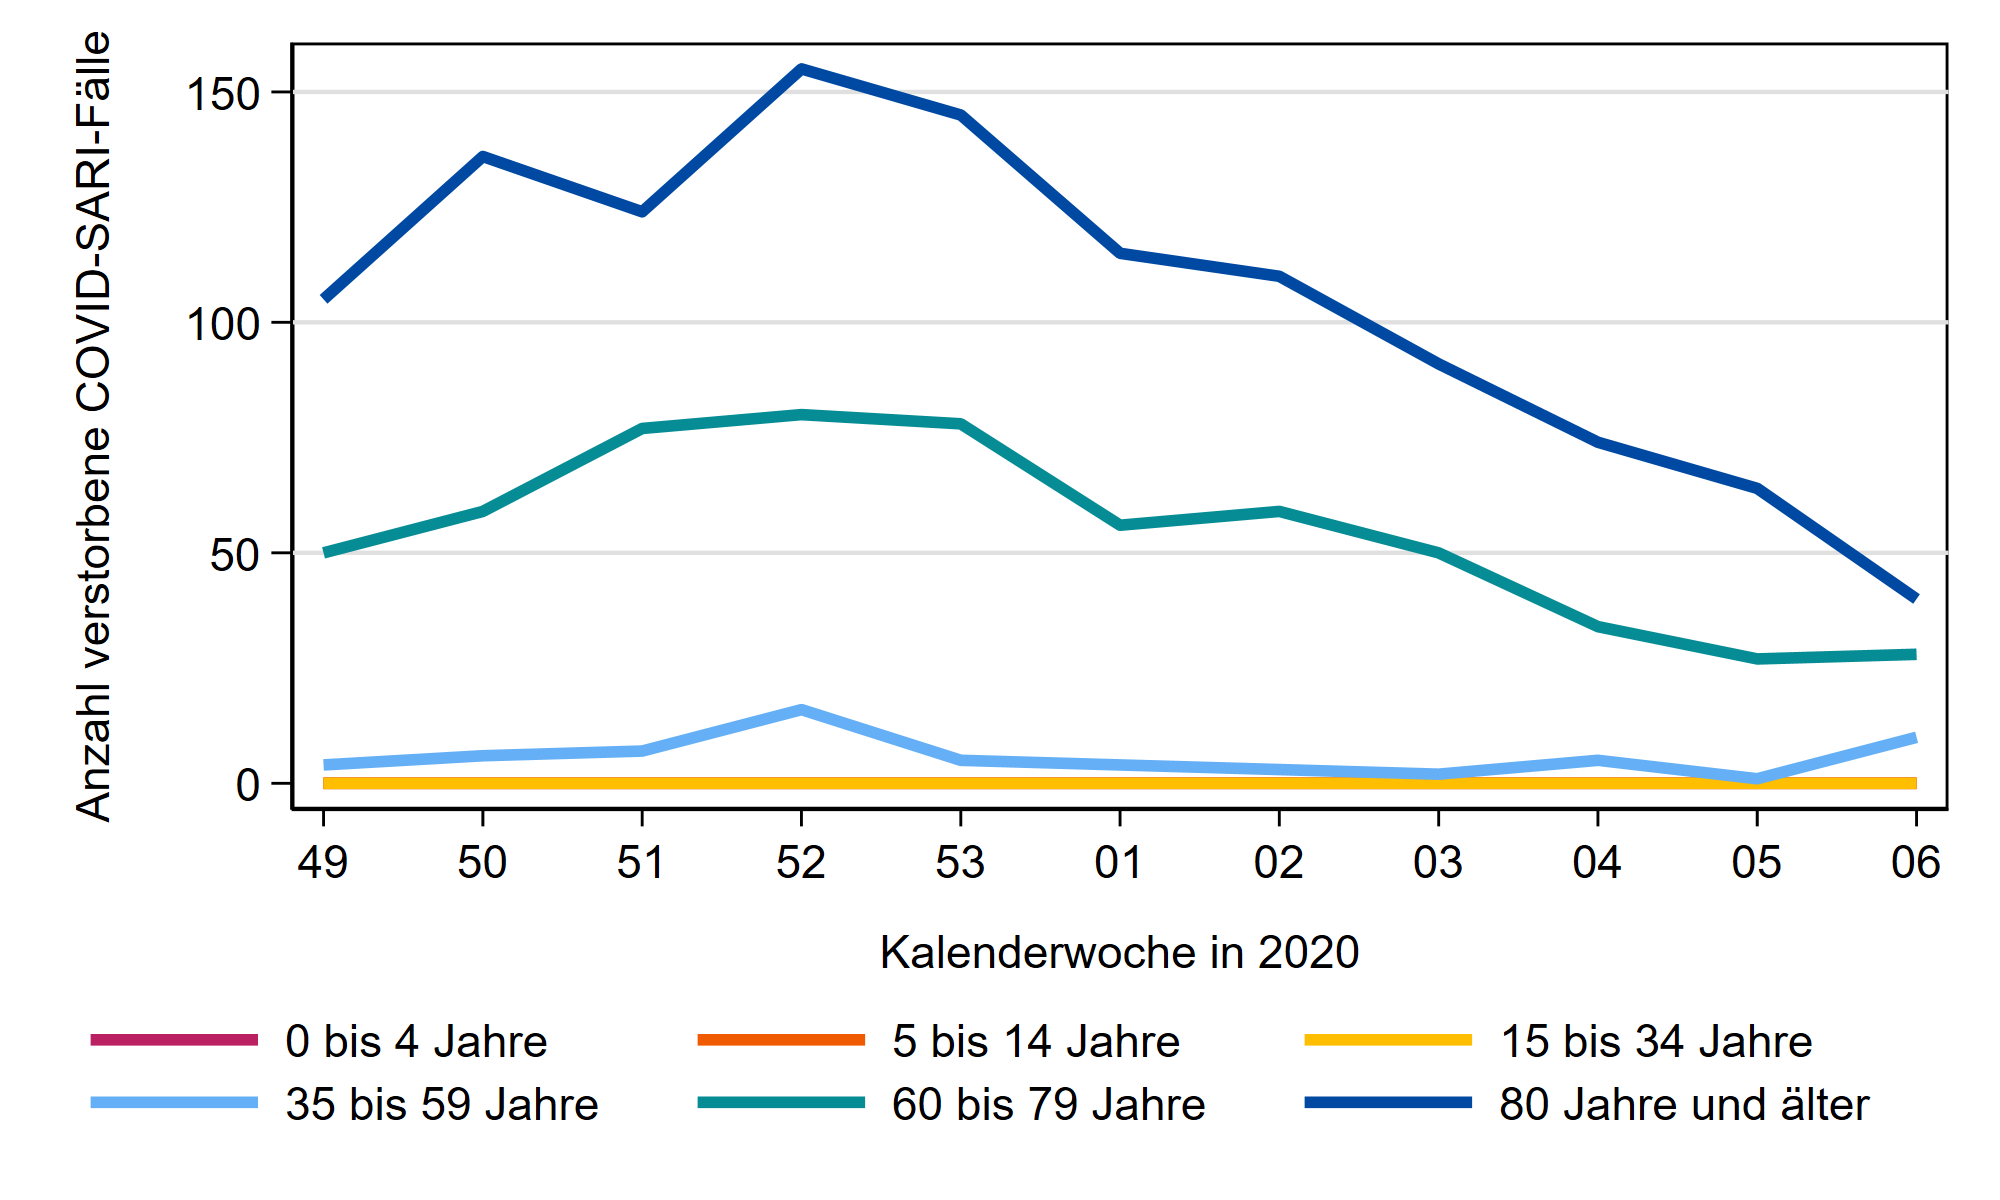 Anzahl verstorbene COVID-SARI-Fälle
150
100
50
0
49 50 51 52 53 01 02 03 04 05 06
Kalenderwoche in 2020
0 bis 4 Jahre 5 bis 14 Jahre 15 bis 34 Jahre
35 bis 59 Jahre 60 bis 79 Jahre 80 Jahre und älter